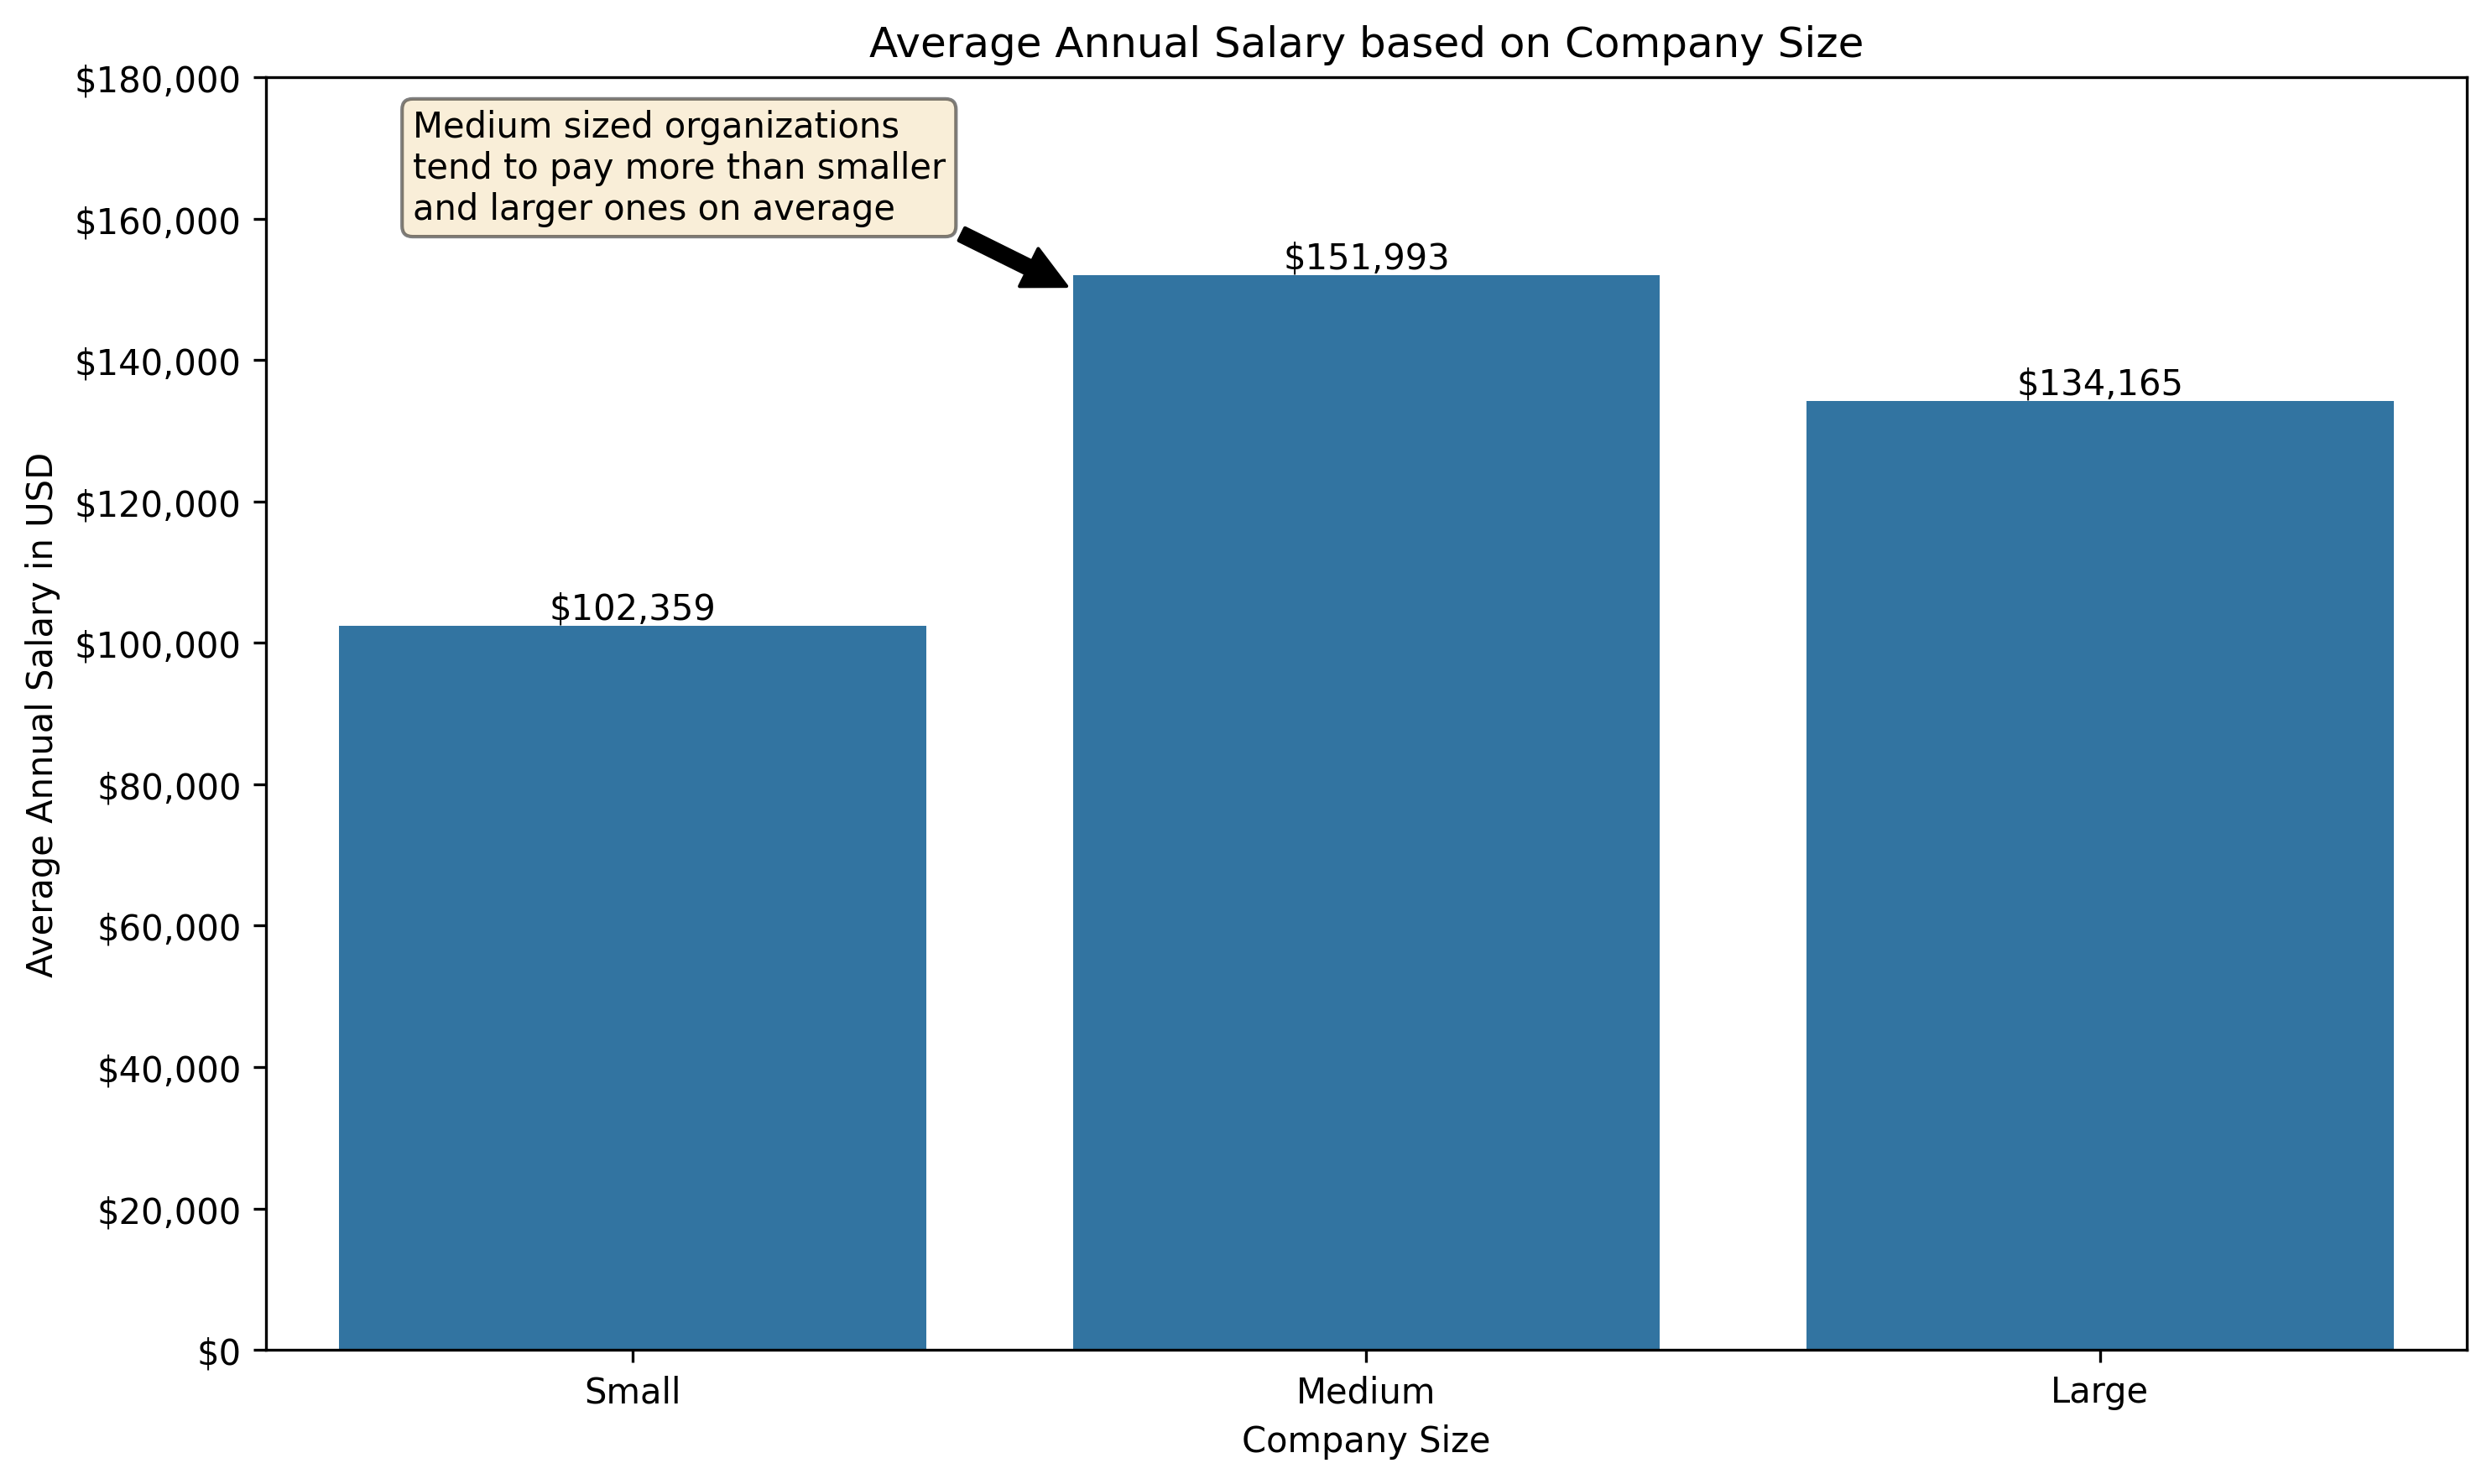 Average Annual Salary based on Company Size
$180,000
$160,000
$140,000
$120,000
$100,000
$80,000
$60,000
$40,000
$20,000
$0
Average Annual Salary in USD
Medium sized organizations
tend to pay more than smaller
and larger ones on average
$102,359
$151,993
$134,165
Small
Medium
Large
Company Size